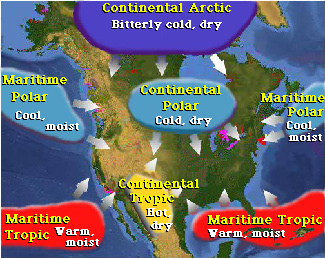 Continental Arctic
Bitterly cold, dry
Maritime
Polar
Cool,
moist
Continental
Polar
Cold, dry
Maritime
Polar
Cool,
moist
Continental
Tropic
Hot,
dry
Maritime
Tropic Warm,
moist
Maritime Tropic
Warm, moist